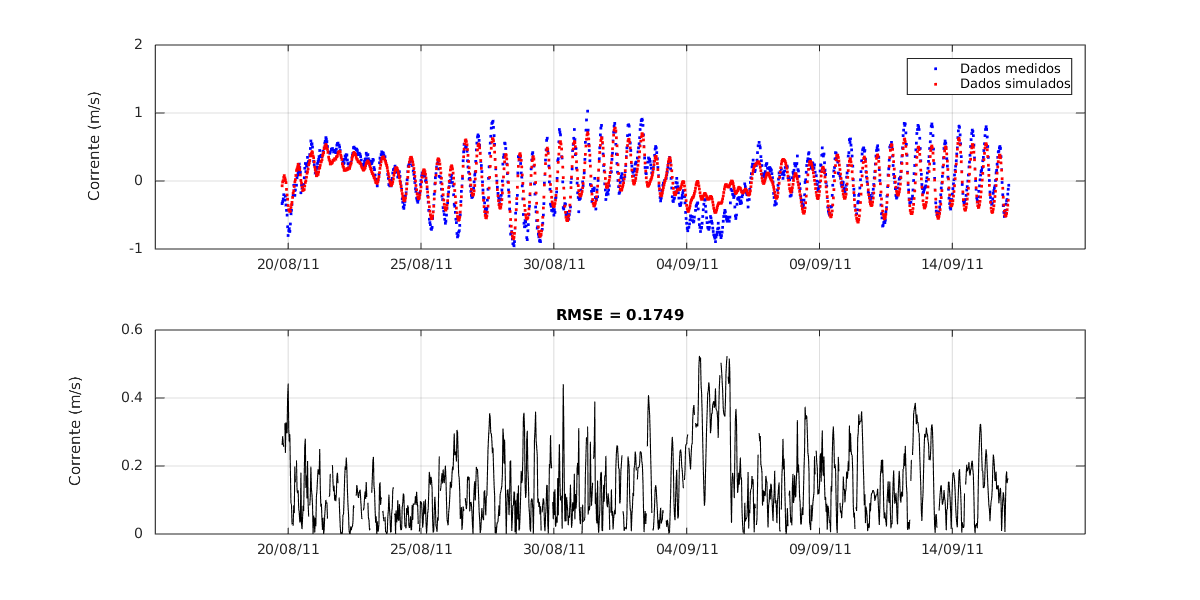 2
1
0
-1
Corrente (m/s)
Dados medidos
Dados simulados
20/08/11 25/08/11 30/08/11 04/09/11 09/09/11 14/09/11
RMSE = 0.1749
0.6
0.4
0.2
0
Corrente (m/s)
20/08/11 25/08/11 30/08/11 04/09/11 09/09/11 14/09/11